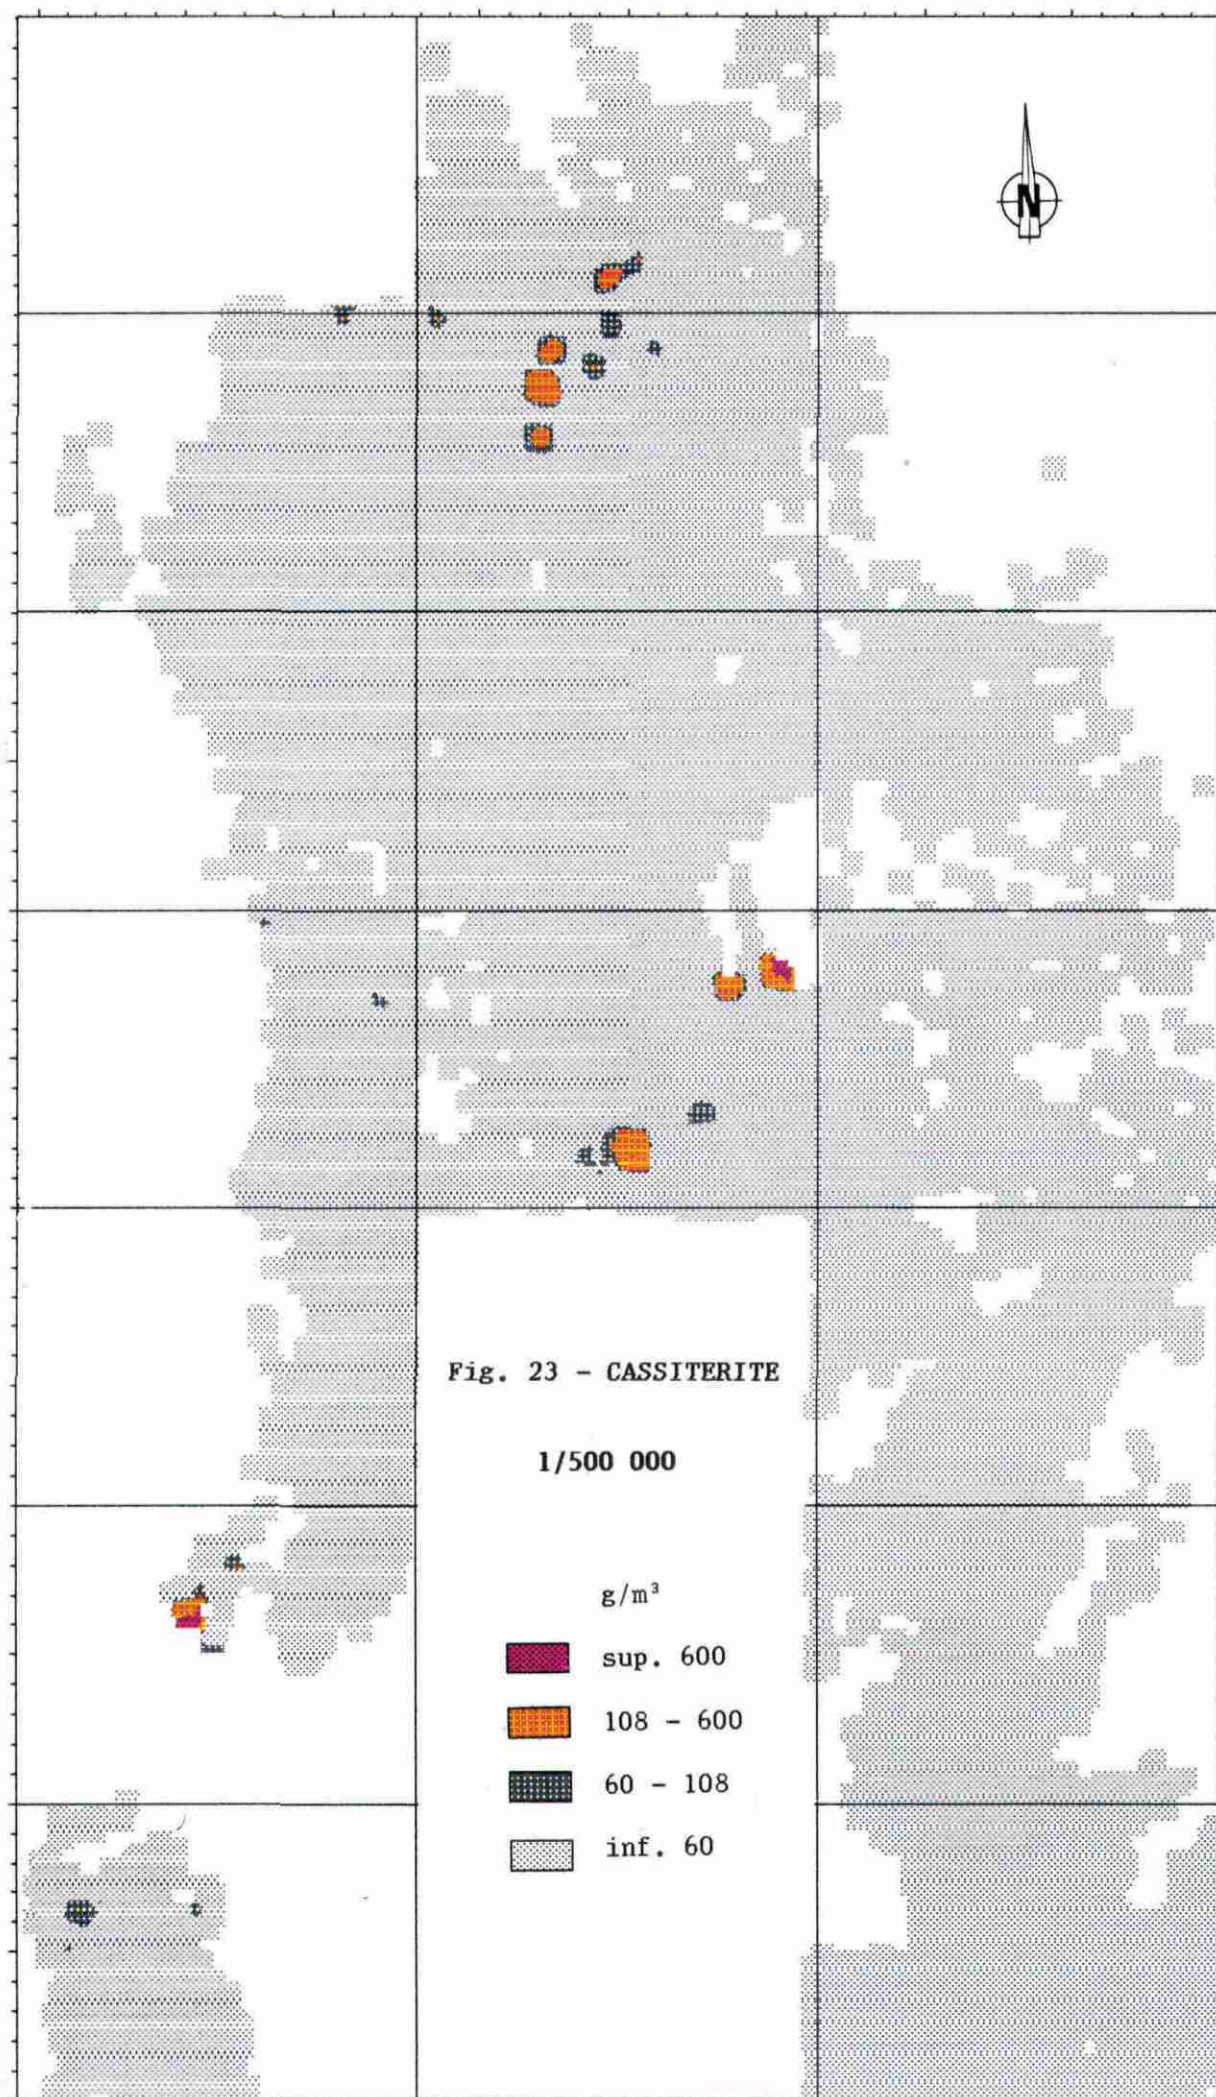 N
Fig. 23 - CASSITERITE
1/500 000
g/m³
sup. 600
108 - 600
60 - 108
inf. 60